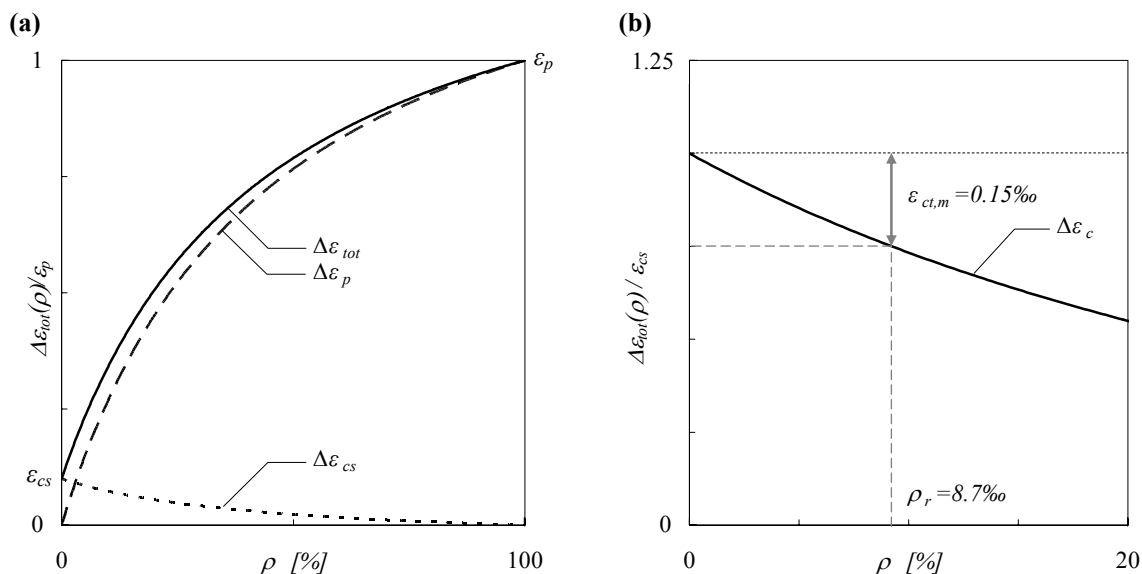 (a)
1
ε_p
Δε_tot
Δε_p
Δε_tot(ρ)/ε_p
ε_cs
Δε_cs
0
0
ρ [%]
100
(b)
1.25
ε_ct,m=0.15‰
Δε_c
Δε_tot(ρ) / ε_cs
ρ_r=8.7‰
0
0
ρ [%]
20